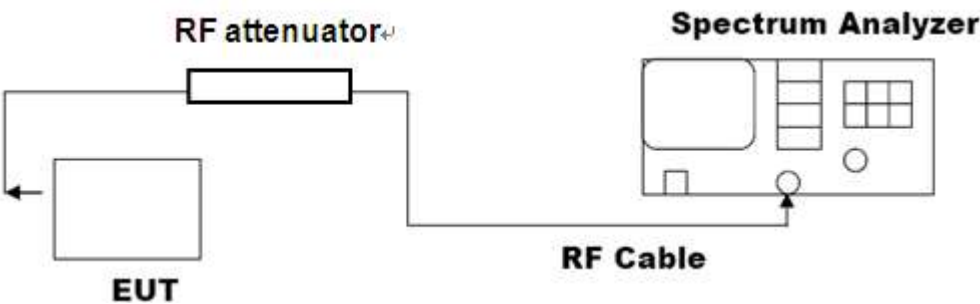 RF attenuator↵
Spectrum Analyzer
RF Cable
EUT